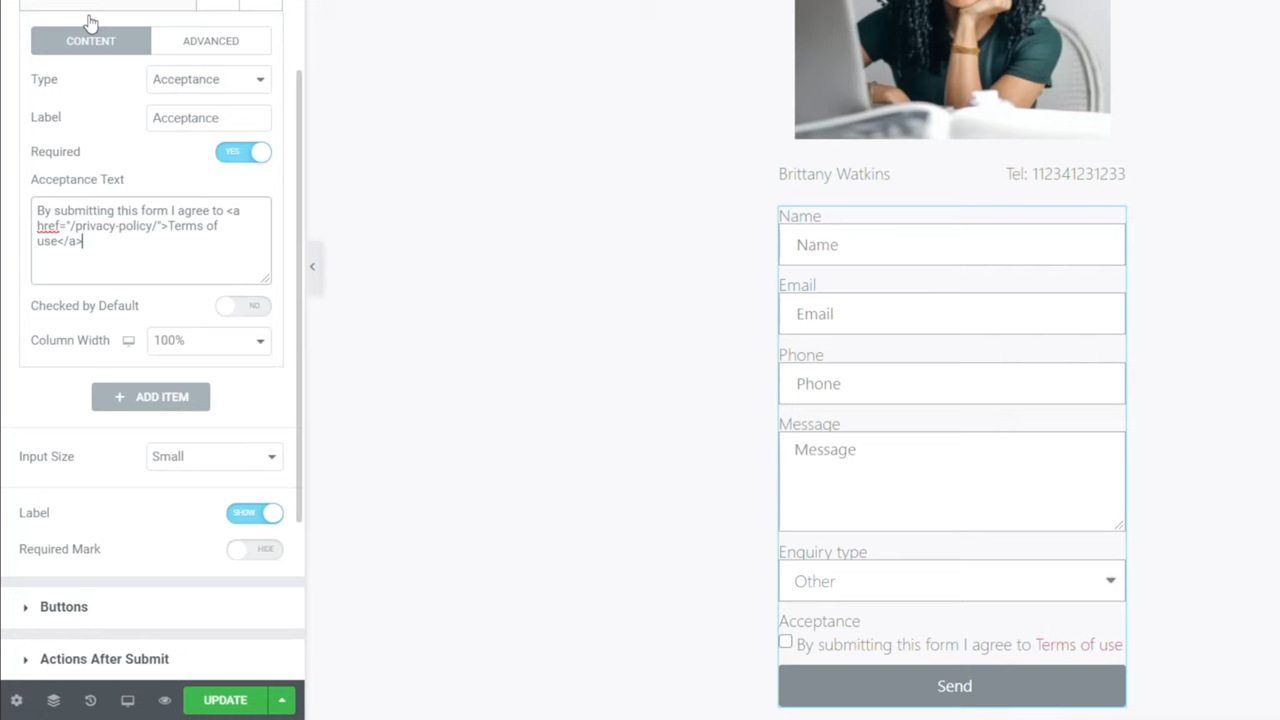 CONTENT
ADVANCED
Type
Acceptance
Label
Acceptance
Required
YES
Acceptance Text
By submitting this form I agree to <a
href="/privacy-policy/">Terms of
use</a>
Checked by Default
NO
Column Width
100%
+ ADD ITEM
Input Size
Small
Label
SHOW
Required Mark
HIDE
Buttons
Actions After Submit
UPDATE
Brittany Watkins
Tel: 112341231233
Name
Name
Email
Email
Phone
Phone
Message
Message
Enquiry type
Other
Acceptance
By submitting this form I agree to Terms of use
Send